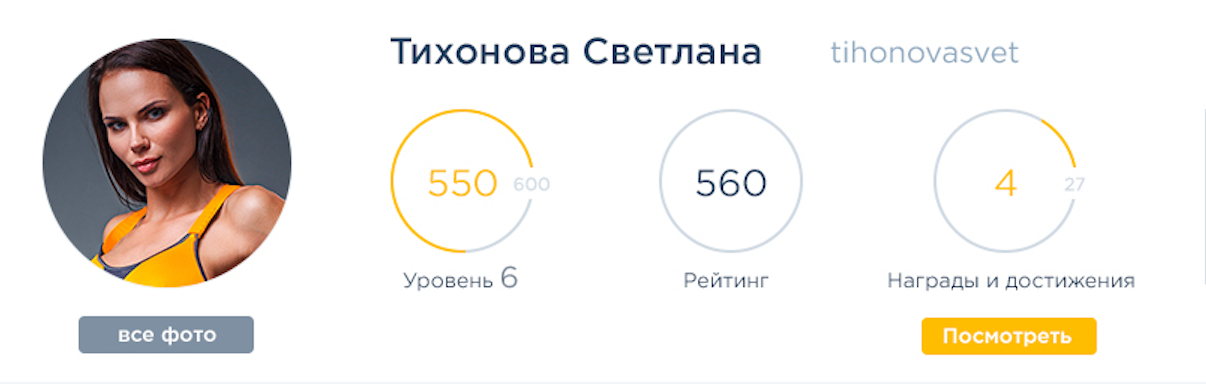 Тихонова Светлана tihonovasvet
550 600
560
4 27
Уровень 6
Рейтинг
Награды и достижения
все фото
Посмотреть